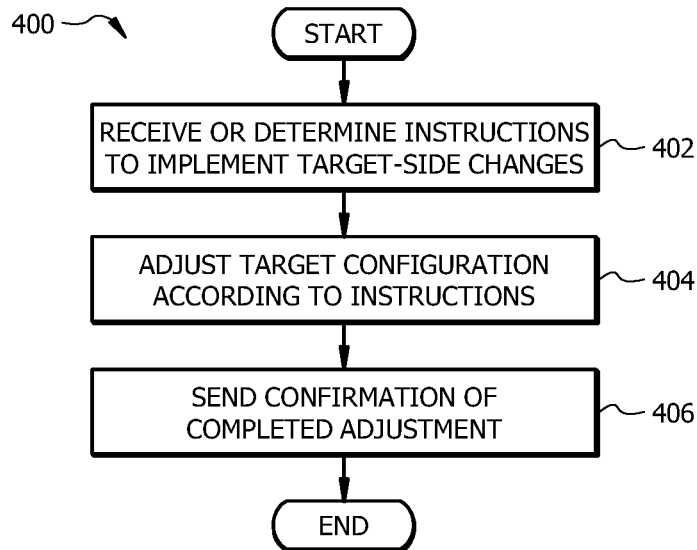 400
START
RECEIVE OR DETERMINE INSTRUCTIONS
TO IMPLEMENT TARGET-SIDE CHANGES
402
ADJUST TARGET CONFIGURATION
ACCORDING TO INSTRUCTIONS
404
SEND CONFIRMATION OF
COMPLETED ADJUSTMENT
406
END